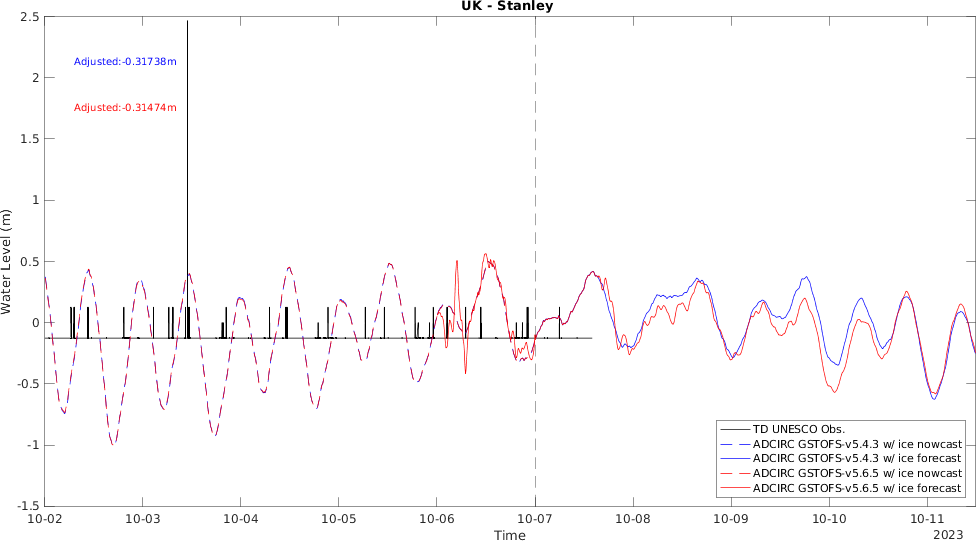 UK - Stanley
2.5
Adjusted:-0.31738m
2
Adjusted:-0.31474m
1.5
1
0.5
Water Level (m)
0
-0.5
-1
-1.5
TD UNESCO Obs.
ADCIRC GSTOFS-v5.4.3 w/ ice nowcast
ADCIRC GSTOFS-v5.4.3 w/ ice forecast
ADCIRC GSTOFS-v5.6.5 w/ ice nowcast
ADCIRC GSTOFS-v5.6.5 w/ ice forecast
10-02 10-03 10-04 10-05 10-06 10-07 10-08 10-09 10-10 10-11
Time
2023